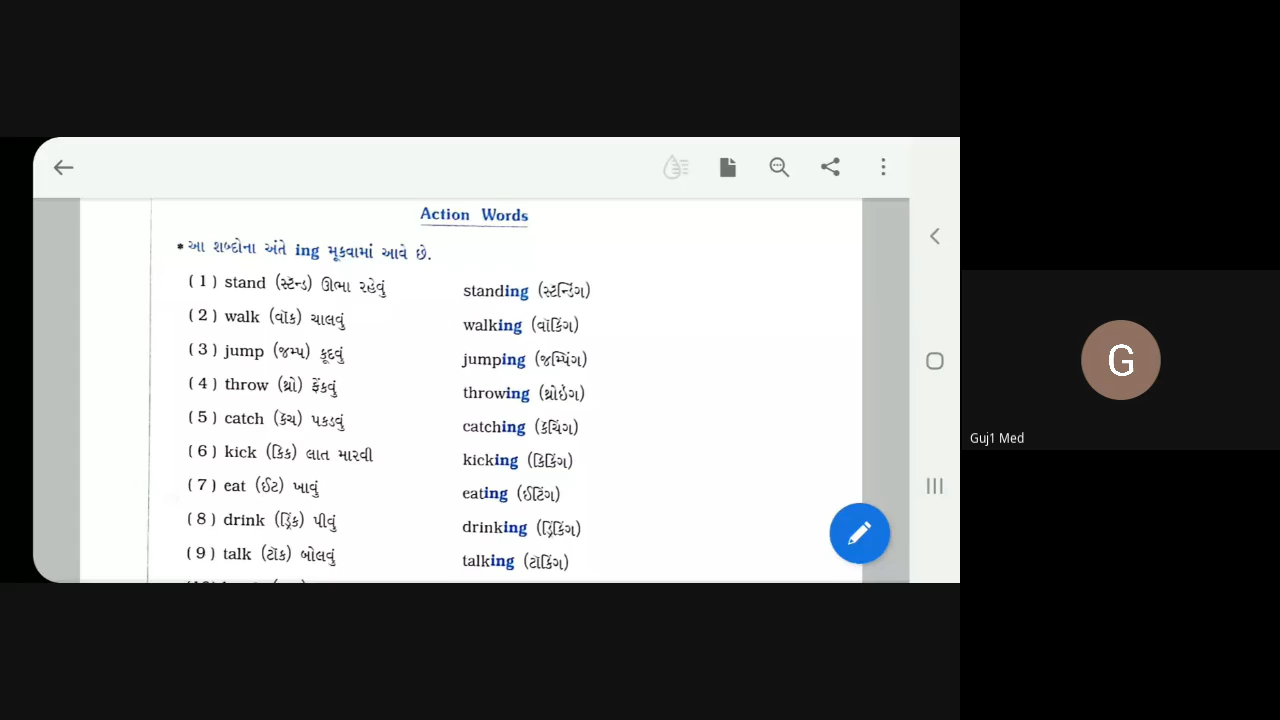 Action Words
* આ શબ્દોના અંતે ing મૂકવામાં આવે છે.
(1) stand (સ્ટૅન્ડ) ઊભા રહેવું standing (સ્ટૅન્ડિંગ)
(2) walk (વૉક) ચાલવું walking (વૉકિંગ)
(3) jump (જમ્પ) કૂદવું jumping (જમ્પિંગ)
(4) throw (થ્રો) ફેંકવું throwing (થ્રોઇંગ)
(5) catch (કૅચ) પકડવું catching (કૅચિંગ)
(6) kick (કિક) લાત મારવી kicking (કિકિંગ)
(7) eat (ઈટ) ખાવું eating (ઈટિંગ)
(8) drink (ડ્રિંક) પીવું drinking (ડ્રિંકિંગ)
(9) talk (ટૉક) બોલવું talking (ટૉકિંગ)
G
Guj1 Med